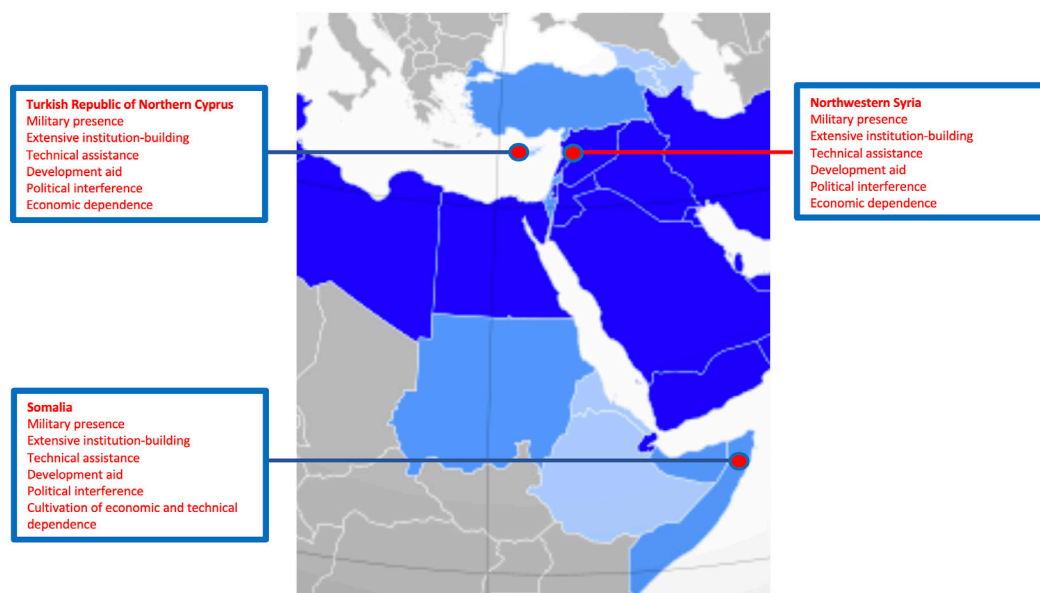 Turkish Republic of Northern Cyprus
Military presence
Extensive institution-building
Technical assistance
Development aid
Political interference
Economic dependence
Northwestern Syria
Military presence
Extensive institution-building
Technical assistance
Development aid
Political interference
Economic dependence
Somalia
Military presence
Extensive institution-building
Technical assistance
Development aid
Political interference
Cultivation of economic and technical
dependence